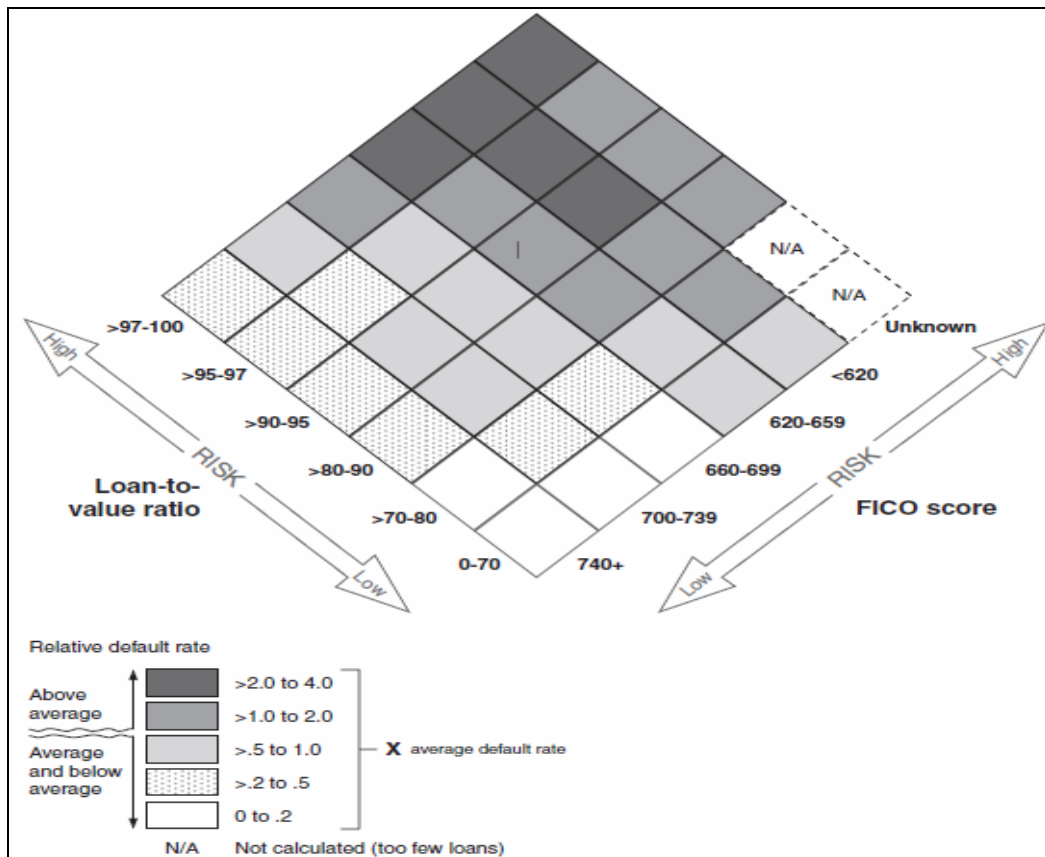 N/A
N/A
>97-100
Unknown
High
High
>95-97
<620
>90-95
620-659
RISK
RISK
>80-90
660-699
Loan-to-
value ratio
FICO score
>70-80
700-739
0-70
740+
Low
Low
Relative default rate
Above
average
>2.0 to 4.0
>1.0 to 2.0
Average
and below
average
>.5 to 1.0
>.2 to .5
0 to .2
X average default rate
N/A Not calculated (too few loans)